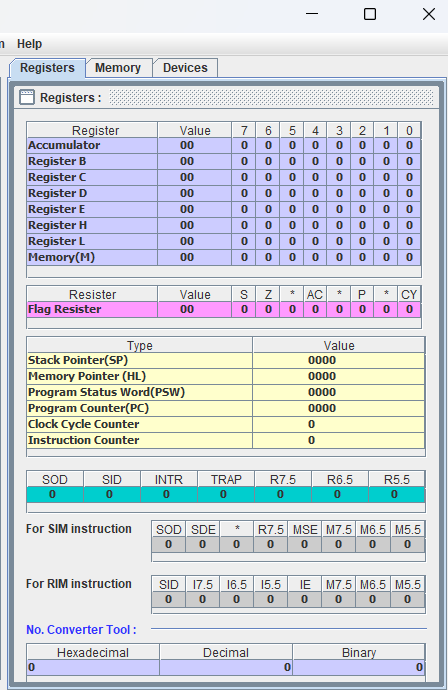 Help
Registers Memory Devices
Registers :
Register Value 7 6 5 4 3 2 1 0
Accumulator 00 0 0 0 0 0 0 0 0
Register B 00 0 0 0 0 0 0 0 0
Register C 00 0 0 0 0 0 0 0 0
Register D 00 0 0 0 0 0 0 0 0
Register E 00 0 0 0 0 0 0 0 0
Register H 00 0 0 0 0 0 0 0 0
Register L 00 0 0 0 0 0 0 0 0
Memory(M) 00 0 0 0 0 0 0 0 0
Resister Value S Z * AC * P * CY
Flag Resister 00 0 0 0 0 0 0 0 0
Type Value
Stack Pointer(SP) 0000
Memory Pointer (HL) 0000
Program Status Word(PSW) 0000
Program Counter(PC) 0000
Clock Cycle Counter 0
Instruction Counter 0
SOD SID INTR TRAP R7.5 R6.5 R5.5
0 0 0 0 0 0 0
For SIM instruction SOD SDE * R7.5 MSE M7.5 M6.5 M5.5
0 0 0 0 0 0 0 0
For RIM instruction SID I7.5 I6.5 I5.5 IE M7.5 M6.5 M5.5
0 0 0 0 0 0 0 0
No. Converter Tool :
Hexadecimal Decimal Binary
0 0 0